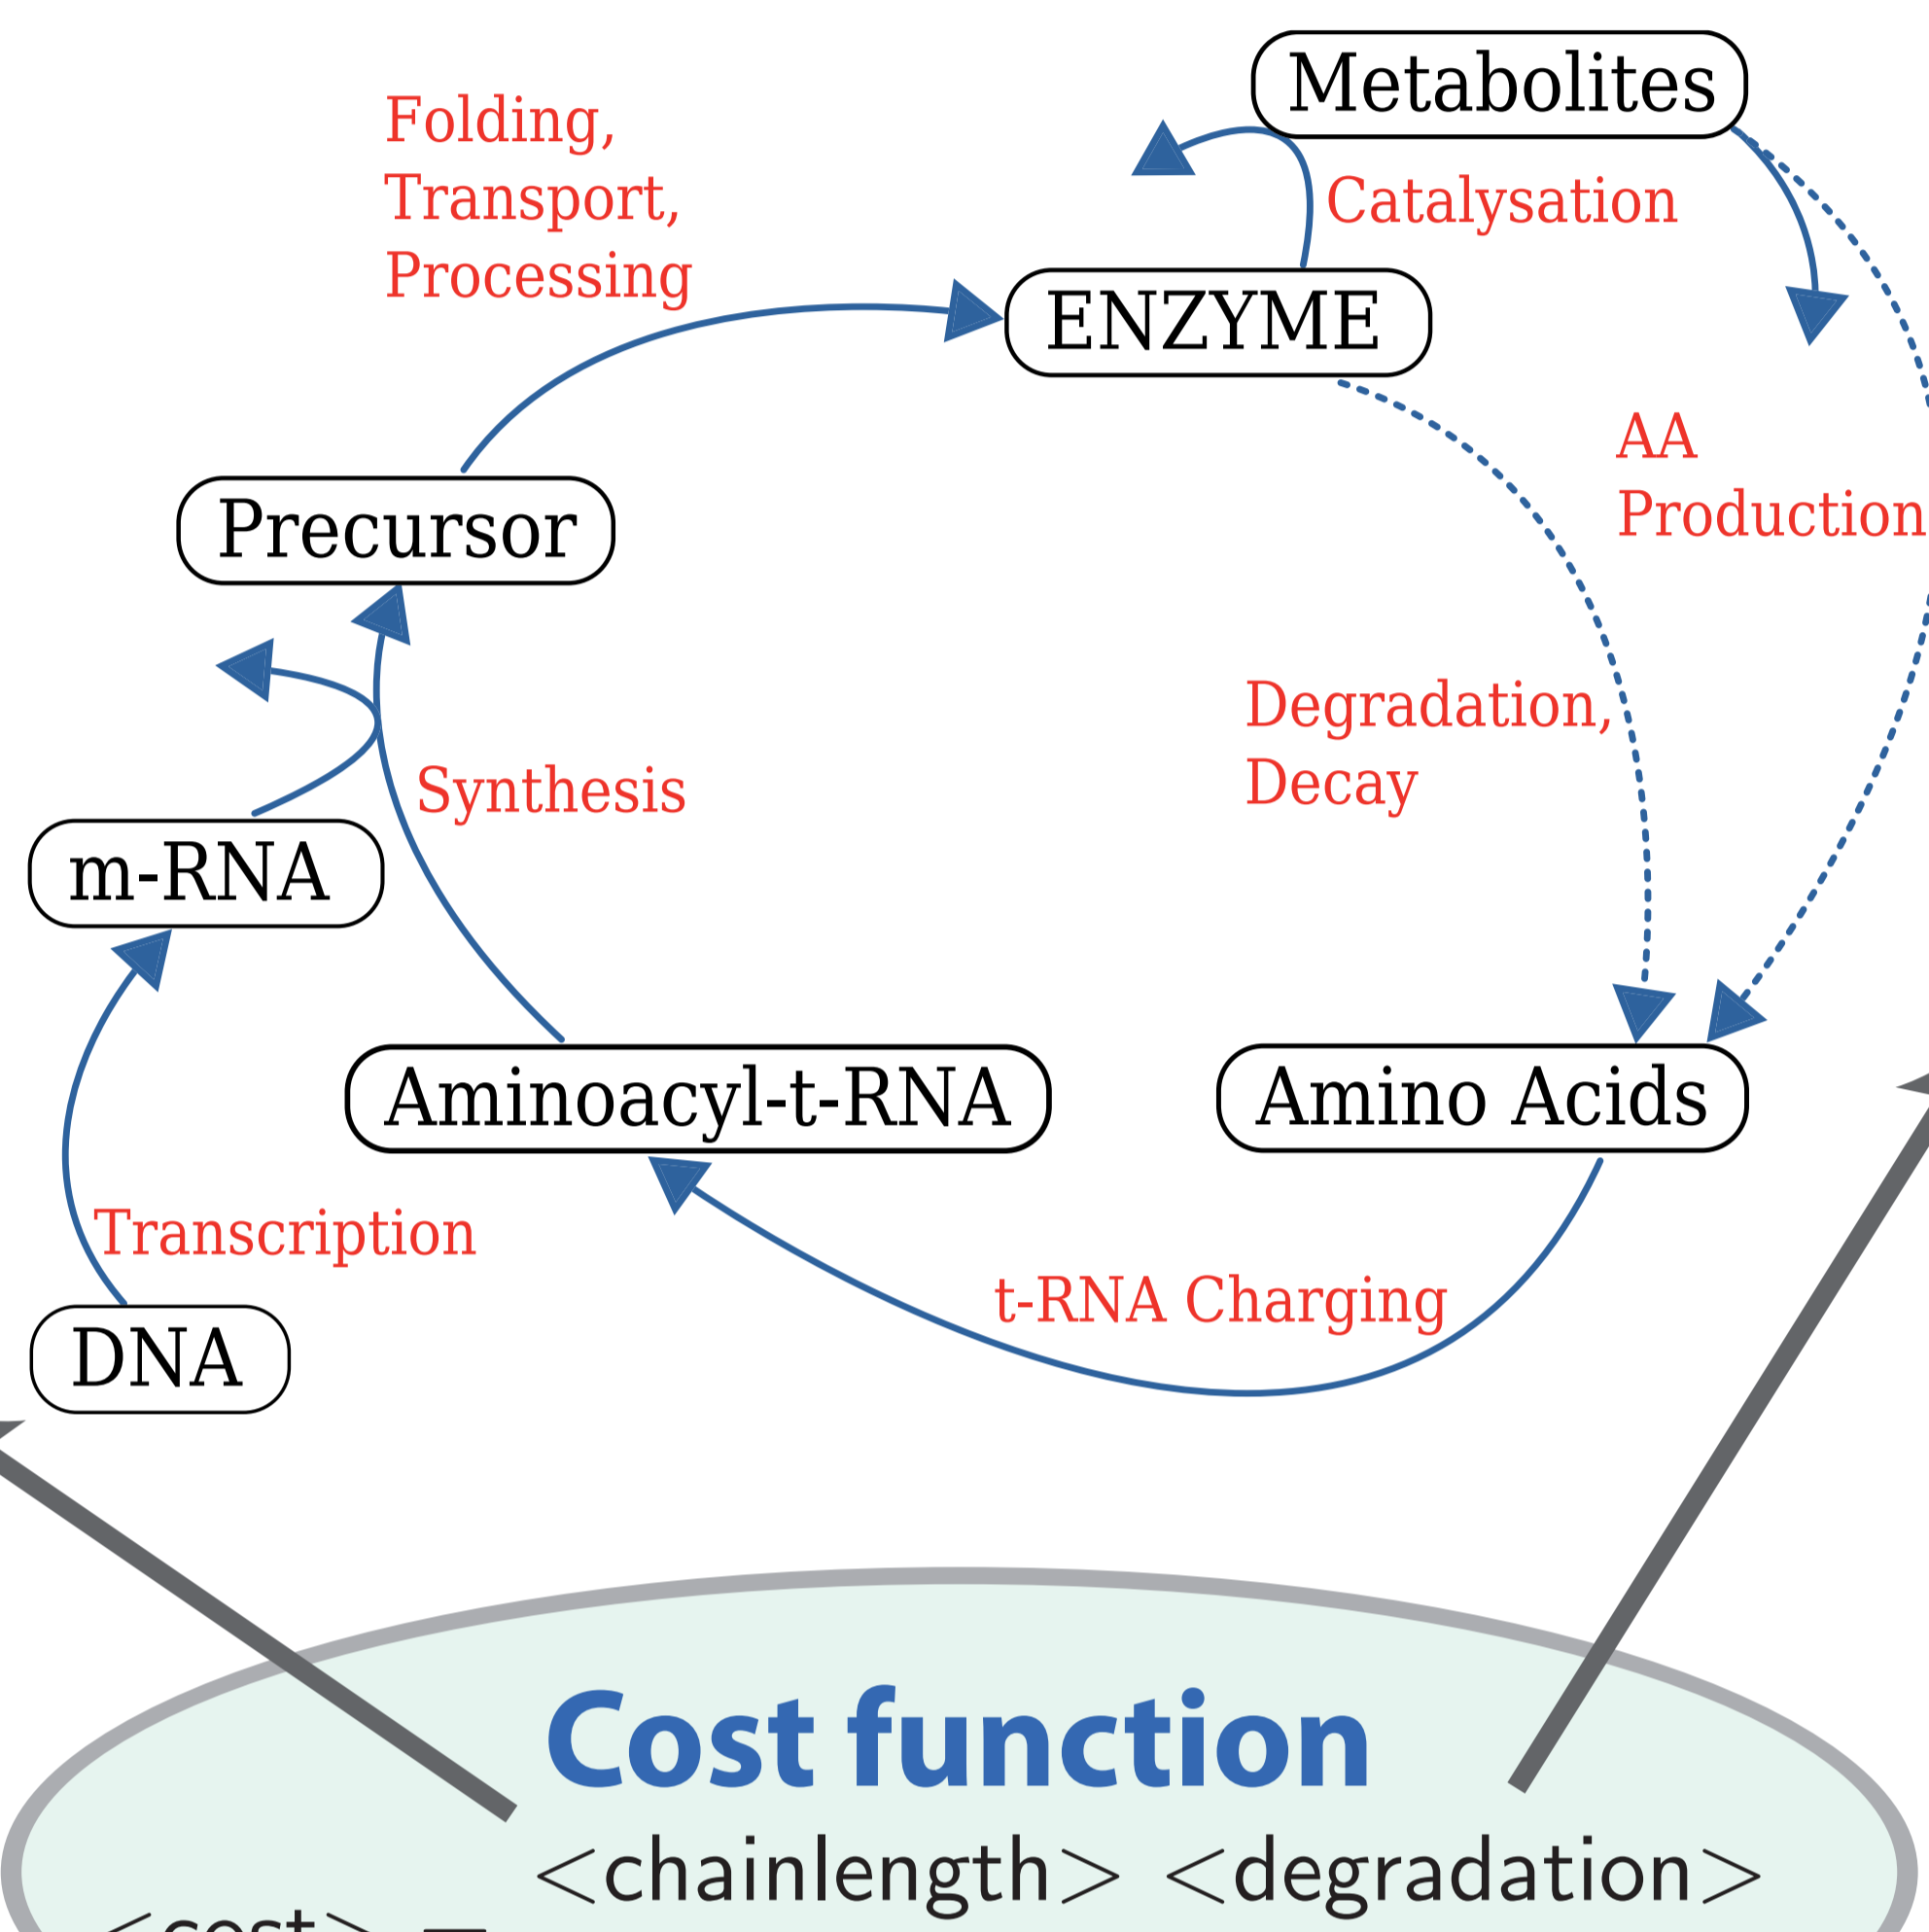 Metabolites
Folding,
Transport,
Processing
Catalysation
ENZYME
AA
Production
Precursor
Degradation,
Decay
Synthesis
m-RNA
Aminoacyl-t-RNA
Amino Acids
Transcription
t-RNA Charging
DNA
Cost function
<chainlength> <degradation>
<cost> =